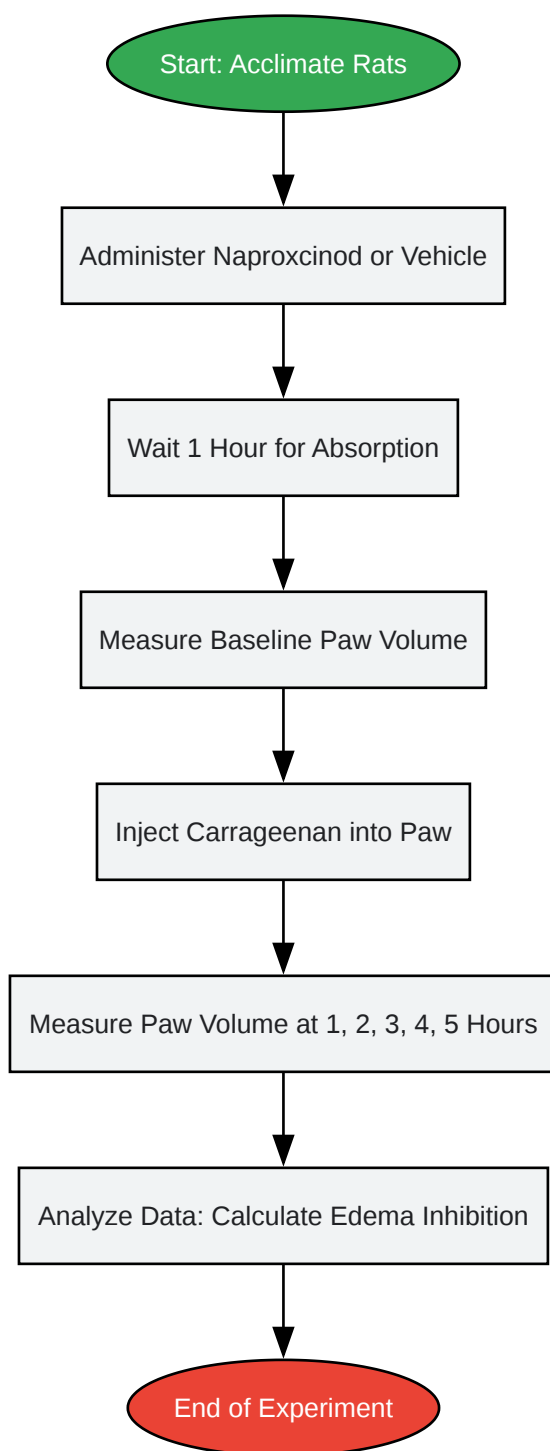 Start: Acclimate Rats
Administer Naproxcinod or Vehicle
Wait 1 Hour for Absorption
Measure Baseline Paw Volume
Inject Carrageenan into Paw
Measure Paw Volume at 1, 2, 3, 4, 5 Hours
Analyze Data: Calculate Edema Inhibition
End of Experiment